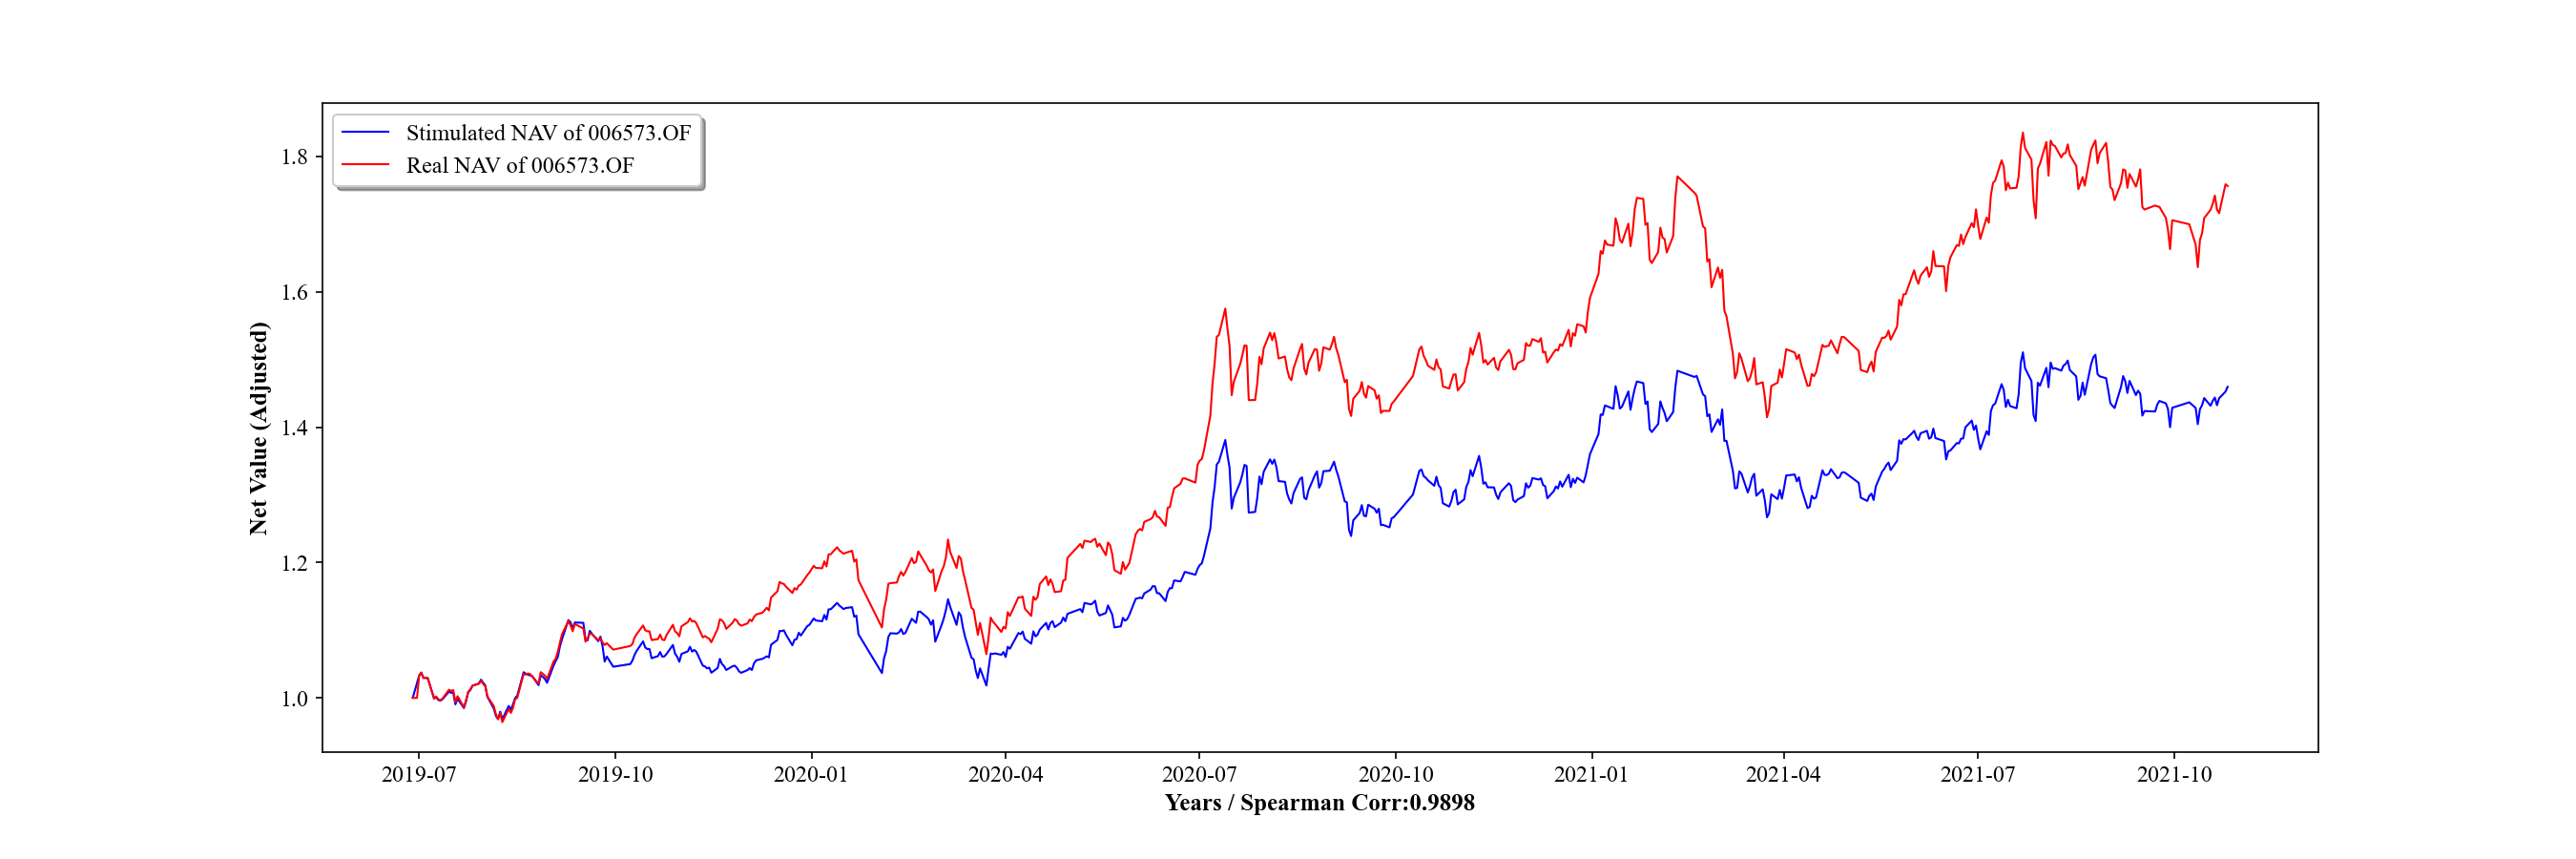 Stimulated NAV of 006573.OF
Real NAV of 006573.OF
Net Value (Adjusted)
1.8
1.6
1.4
1.2
1.0
2019-07 2019-10 2020-01 2020-04 2020-07 2020-10 2021-01 2021-04 2021-07 2021-10
Years / Spearman Corr:0.9898